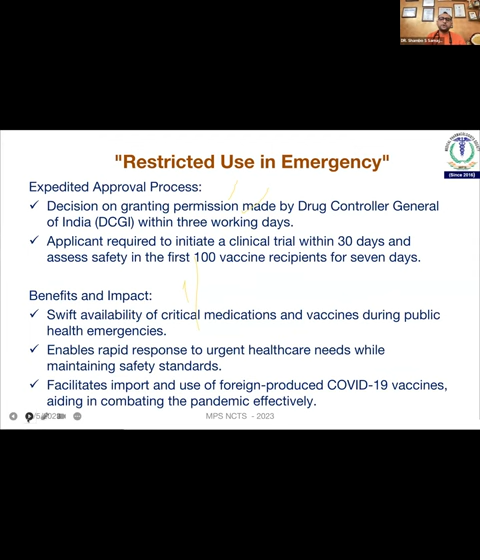 DR. Shambo S Samraj...
"Restricted Use in Emergency"
(Since 2016)
Expedited Approval Process:
✓ Decision on granting permission made by Drug Controller General
of India (DCGI) within three working days.
✓ Applicant required to initiate a clinical trial within 30 days and
assess safety in the first 100 vaccine recipients for seven days.
Benefits and Impact:
✓ Swift availability of critical medications and vaccines during public
health emergencies.
✓ Enables rapid response to urgent healthcare needs while
maintaining safety standards.
✓ Facilitates import and use of foreign-produced COVID-19 vaccines,
aiding in combating the pandemic effectively.
MPS NCTS - 2023